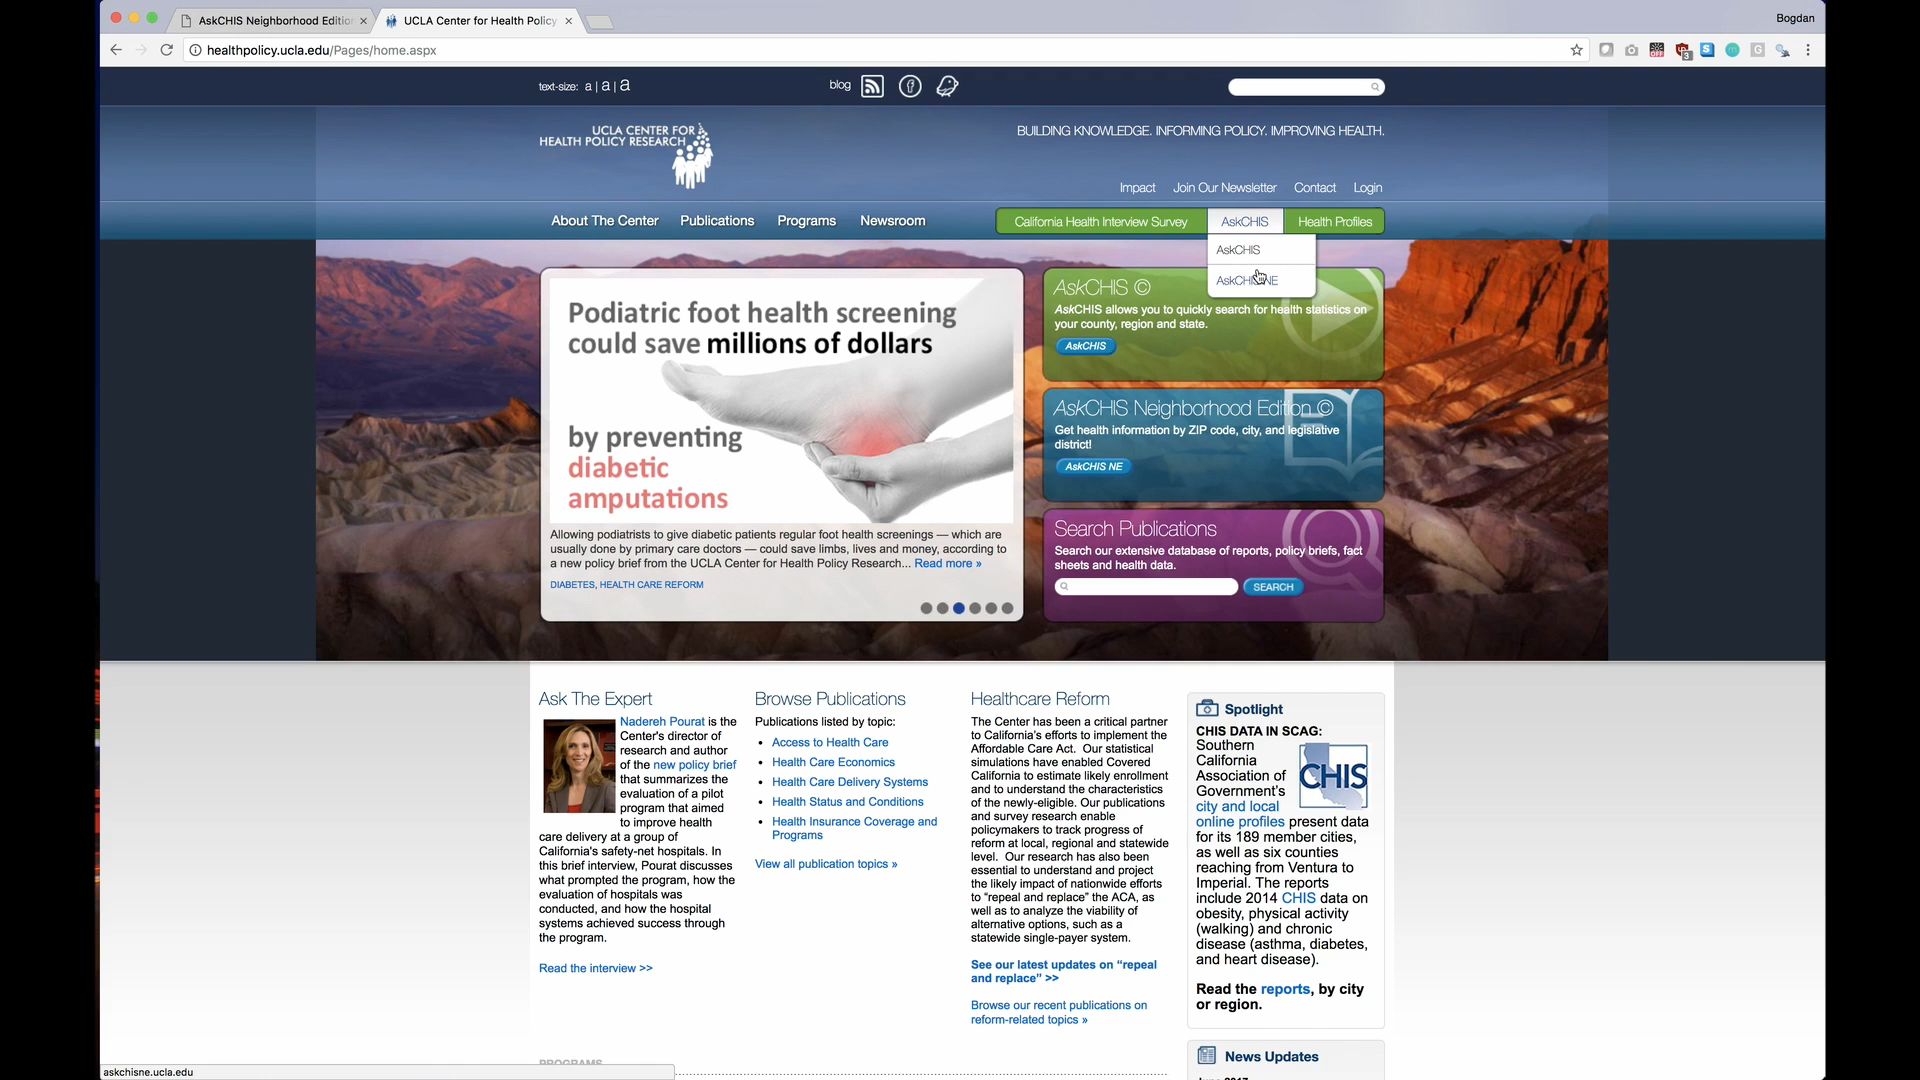 AskCHIS Neighborhood Edition
UCLA Center for Health Policy
Bogdan
healthpolicy.ucla.edu/Pages/home.aspx
text-size: a | a | a
blog
UCLA CENTER FOR
HEALTH POLICY RESEARCH
BUILDING KNOWLEDGE. INFORMING POLICY. IMPROVING HEALTH.
Impact Join Our Newsletter Contact Login
About The Center Publications Programs Newsroom
California Health Interview Survey AskCHIS Health Profiles
AskCHIS
AskCHIS NE
Podiatric foot health screening
could save millions of dollars
by preventing
diabetic
amputations
Allowing podiatrists to give diabetic patients regular foot health screenings — which are
usually done by primary care doctors — could save limbs, lives and money, according to
a new policy brief from the UCLA Center for Health Policy Research... Read more »
DIABETES, HEALTH CARE REFORM
AskCHIS ©
AskCHIS allows you to quickly search for health statistics on
your county, region and state.
AskCHIS
AskCHIS Neighborhood Edition ©
Get health information by ZIP code, city, and legislative
district!
AskCHIS NE
Search Publications
Search our extensive database of reports, policy briefs, fact
sheets and health data.
SEARCH
Ask The Expert
Nadereh Pourat is the
Center's director of
research and author
of the new policy brief
that summarizes the
evaluation of a pilot
program that aimed
to improve health
care delivery at a group of
California's safety-net hospitals. In
this brief interview, Pourat discusses
what prompted the program, how the
evaluation of hospitals was
conducted, and how the hospital
systems achieved success through
the program.
Read the interview >>
Browse Publications
Publications listed by topic:
• Access to Health Care
• Health Care Economics
• Health Care Delivery Systems
• Health Status and Conditions
• Health Insurance Coverage and
Programs
View all publication topics »
Healthcare Reform
The Center has been a critical partner
to California's efforts to implement the
Affordable Care Act. Our statistical
simulations have enabled Covered
California to estimate likely enrollment
and to understand the characteristics
of the newly-eligible. Our publications
and survey research enable
policymakers to track progress of
reform at local, regional and statewide
level. Our research has also been
essential to understand and project
the likely impact of nationwide efforts
to “repeal and replace” the ACA, as
well as to analyze the viability of
alternative options, such as a
statewide single-payer system.
See our latest updates on “repeal
and replace” >>
Browse our recent publications on
reform-related topics »
Spotlight
CHIS DATA IN SCAG:
Southern
California
Association of
Government's
city and local
online profiles present data
for its 189 member cities,
as well as six counties
reaching from Ventura to
Imperial. The reports
include 2014 CHIS data on
obesity, physical activity
(walking) and chronic
disease (asthma, diabetes,
and heart disease).
CHIS
Read the reports, by city
or region.
News Updates
June 2017
PROGRAMS
askchisne.ucla.edu